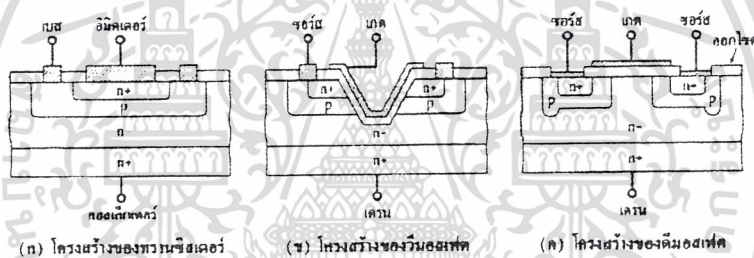 เบส อิมิตเตอร์
n+
P
n-
n+
คอลเล็กเตอร์
(ก) โครงสร้างของทรานซิสเตอร์
ซอร์ส เกต
n+ n+
P P
n-
n+
เดรน
(ข) โครงสร้างของวีมอสเฟต
ซอร์ส เกต ซอร์ส
ออกไซด์
n+ n+
P P
n-
n+
เดรน
(ค) โครงสร้างของดีมอสเฟต